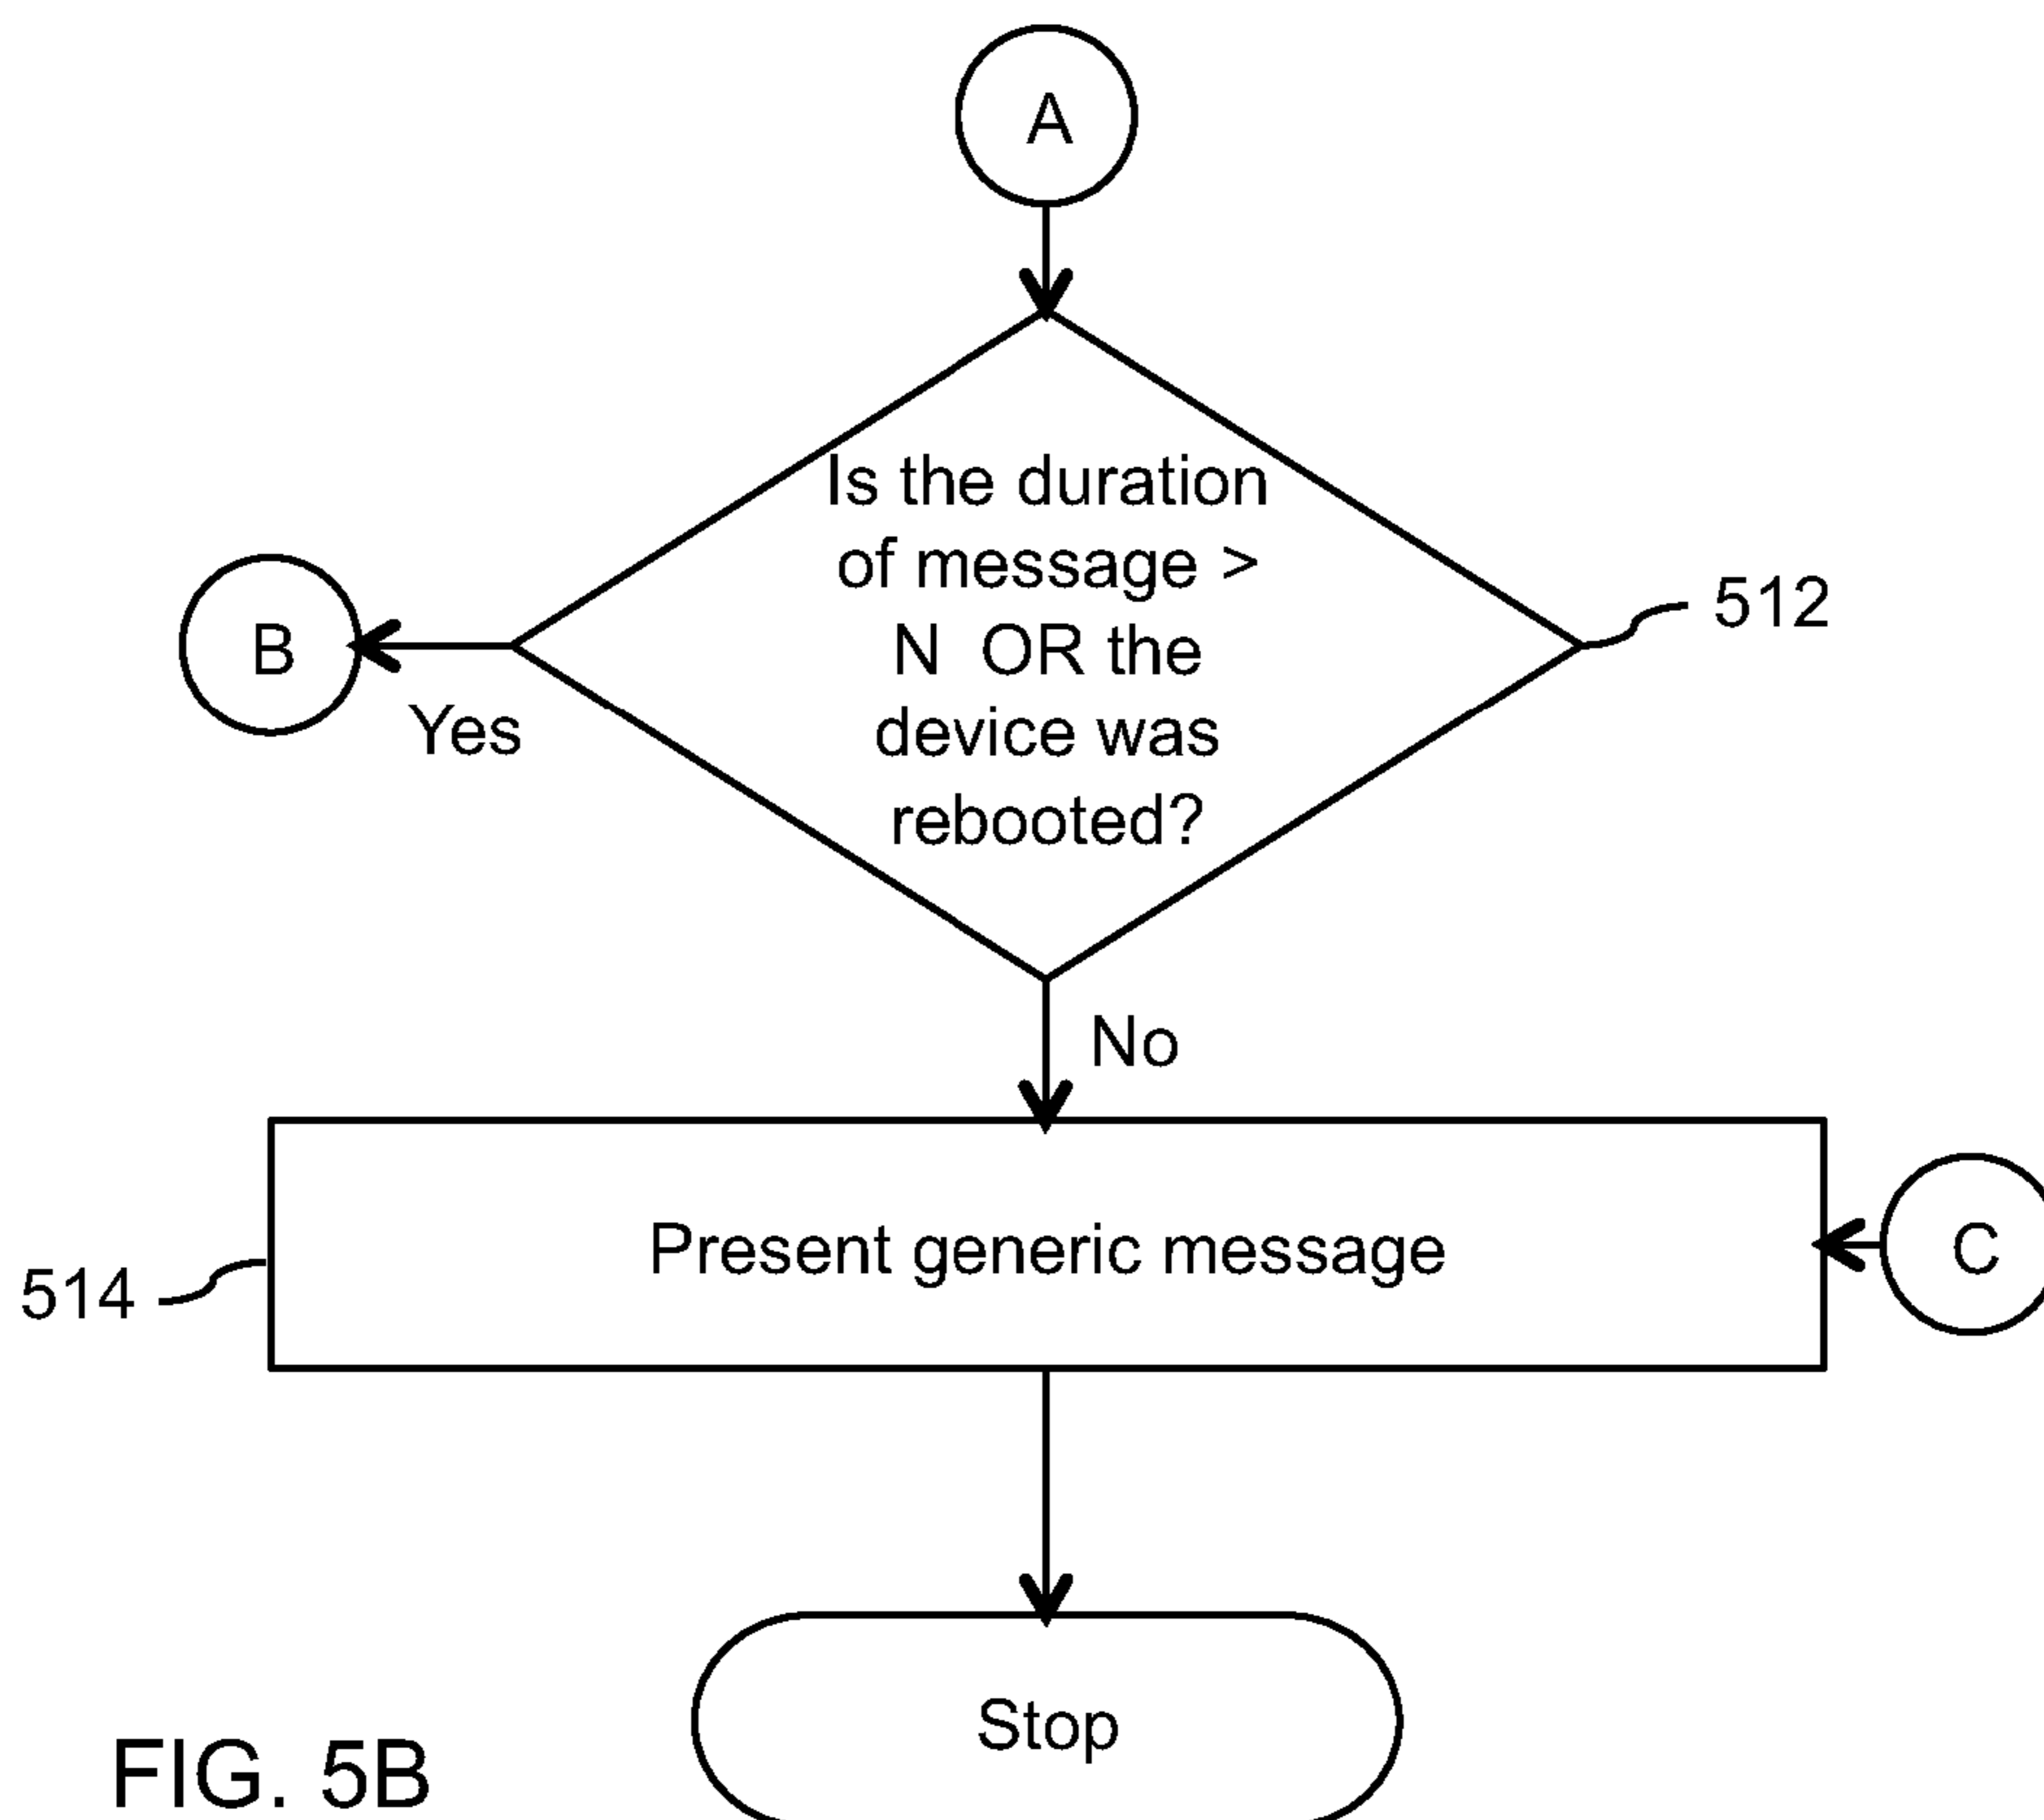 A
Is the duration
of message >
N OR the
device was
rebooted?
512
B
Yes
No
Present generic message
C
514
Stop
FIG. 5B